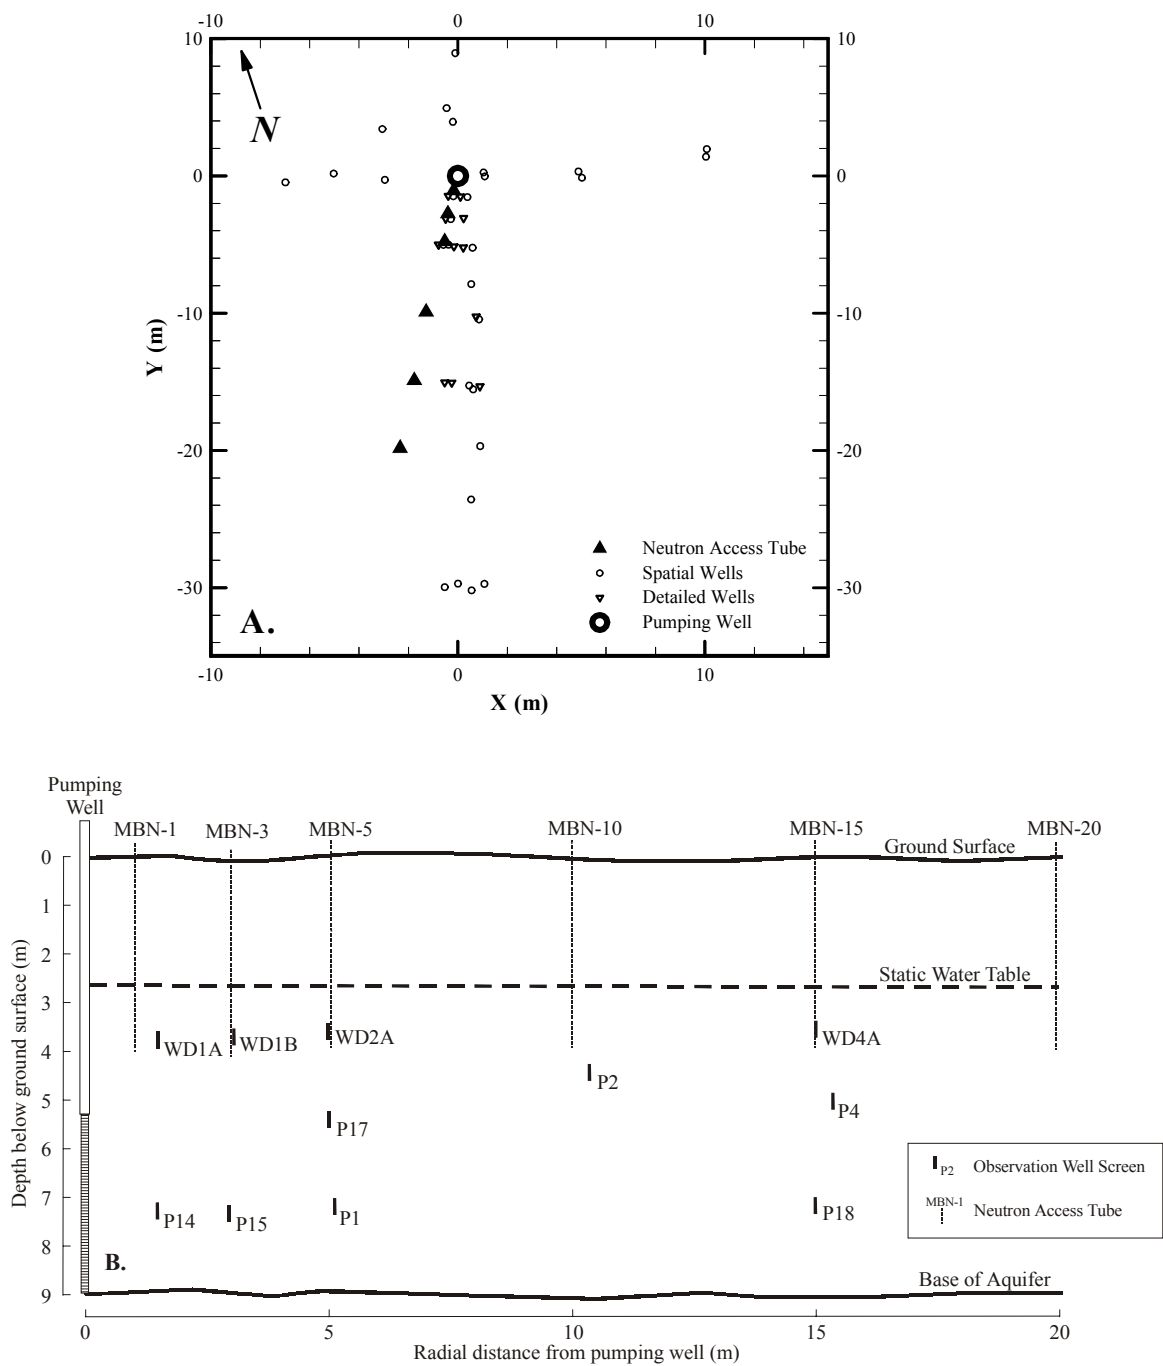 -10
0
10
10
10
N
0
0
-10
-10
Y (m)
-20
-20
Neutron Access Tube
Spatial Wells
-30
-30
Detailed Wells
A.
Pumping Well
-10
0
10
X (m)
Pumping
Well
MBN-1
MBN-3
MBN-5
MBN-10
MBN-15
MBN-20
Ground Surface
0
1
2
Static Water Table
3
WD1A
WD1B
WD2A
WD4A
4
P2
P4
5
P17
Depth below ground surface (m)
6
P2 Observation Well Screen
7
P14
P15
P1
P18
MBN-1 Neutron Access Tube
8
B.
Base of Aquifer
9
0
5
10
15
20
Radial distance from pumping well (m)